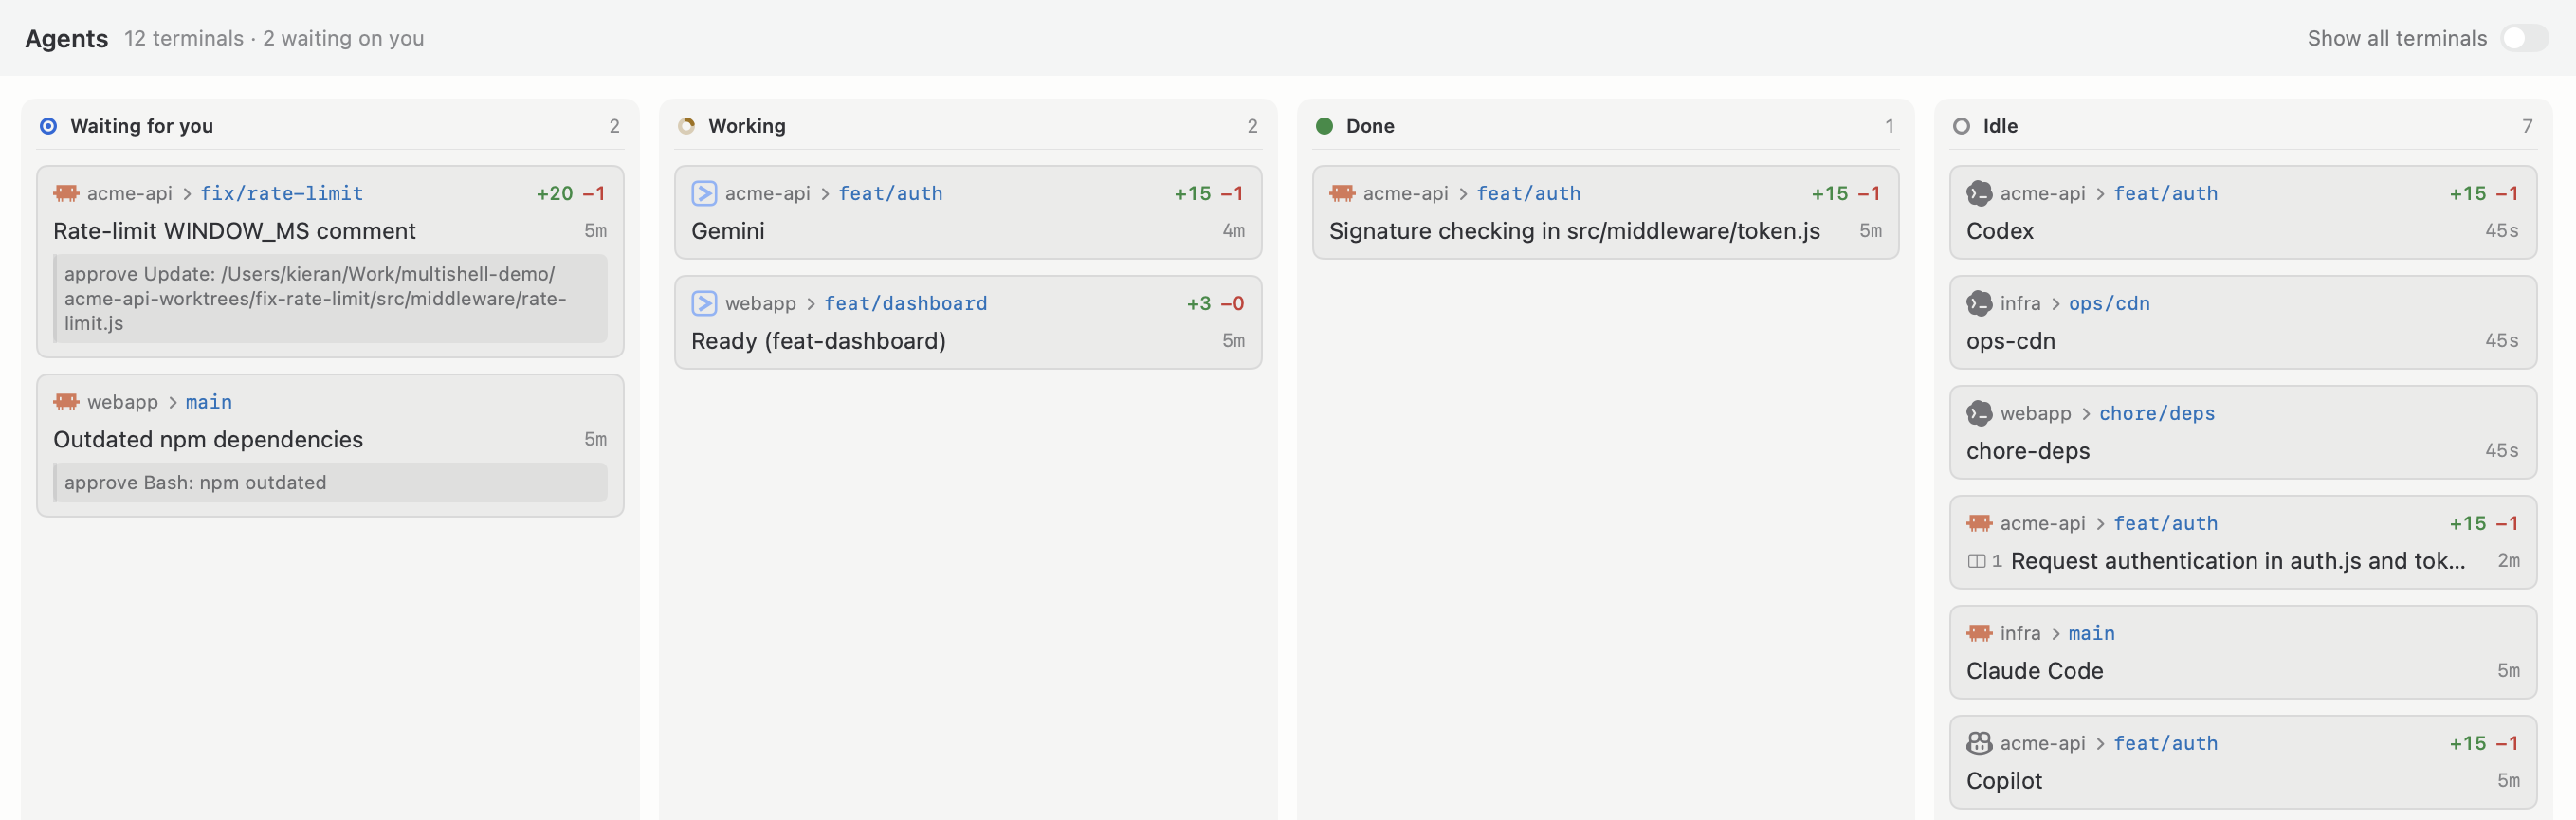 Agents 12 terminals · 2 waiting on you
Show all terminals
Waiting for you 2
acme-api > fix/rate-limit +20 −1
Rate-limit WINDOW_MS comment 5m
approve Update: /Users/kieran/Work/multishell-demo/
acme-api-worktrees/fix-rate-limit/src/middleware/rate-
limit.js
webapp > main
Outdated npm dependencies 5m
approve Bash: npm outdated
Working 2
acme-api > feat/auth +15 −1
Gemini 4m
webapp > feat/dashboard +3 −0
Ready (feat-dashboard) 5m
Done 1
acme-api > feat/auth +15 −1
Signature checking in src/middleware/token.js 5m
Idle 7
acme-api > feat/auth +15 −1
Codex 45s
infra > ops/cdn
ops-cdn 45s
webapp > chore/deps
chore-deps 45s
acme-api > feat/auth +15 −1
1 Request authentication in auth.js and tok... 2m
infra > main
Claude Code 5m
acme-api > feat/auth +15 −1
Copilot 5m